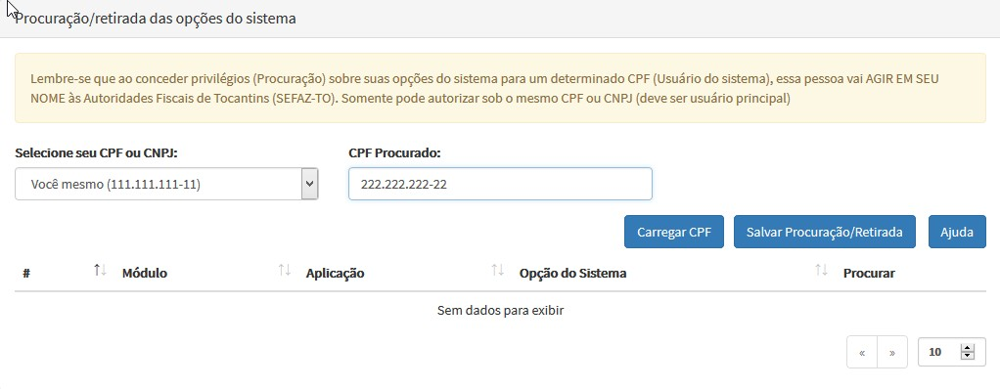 Procuração/retirada das opções do sistema
Lembre-se que ao conceder privilégios (Procuração) sobre suas opções do sistema para um determinado CPF (Usuário do sistema), essa pessoa vai AGIR EM SEU
NOME às Autoridades Fiscais de Tocantins (SEFAZ-TO). Somente pode autorizar sob o mesmo CPF ou CNPJ (deve ser usuário principal)
Selecione seu CPF ou CNPJ: CPF Procurado:
Você mesmo (111.111.111-11) 222.222.222-22
Carregar CPF Salvar Procuração/Retirada Ajuda
# Módulo Aplicação Opção do Sistema Procurar
Sem dados para exibir
« » 10